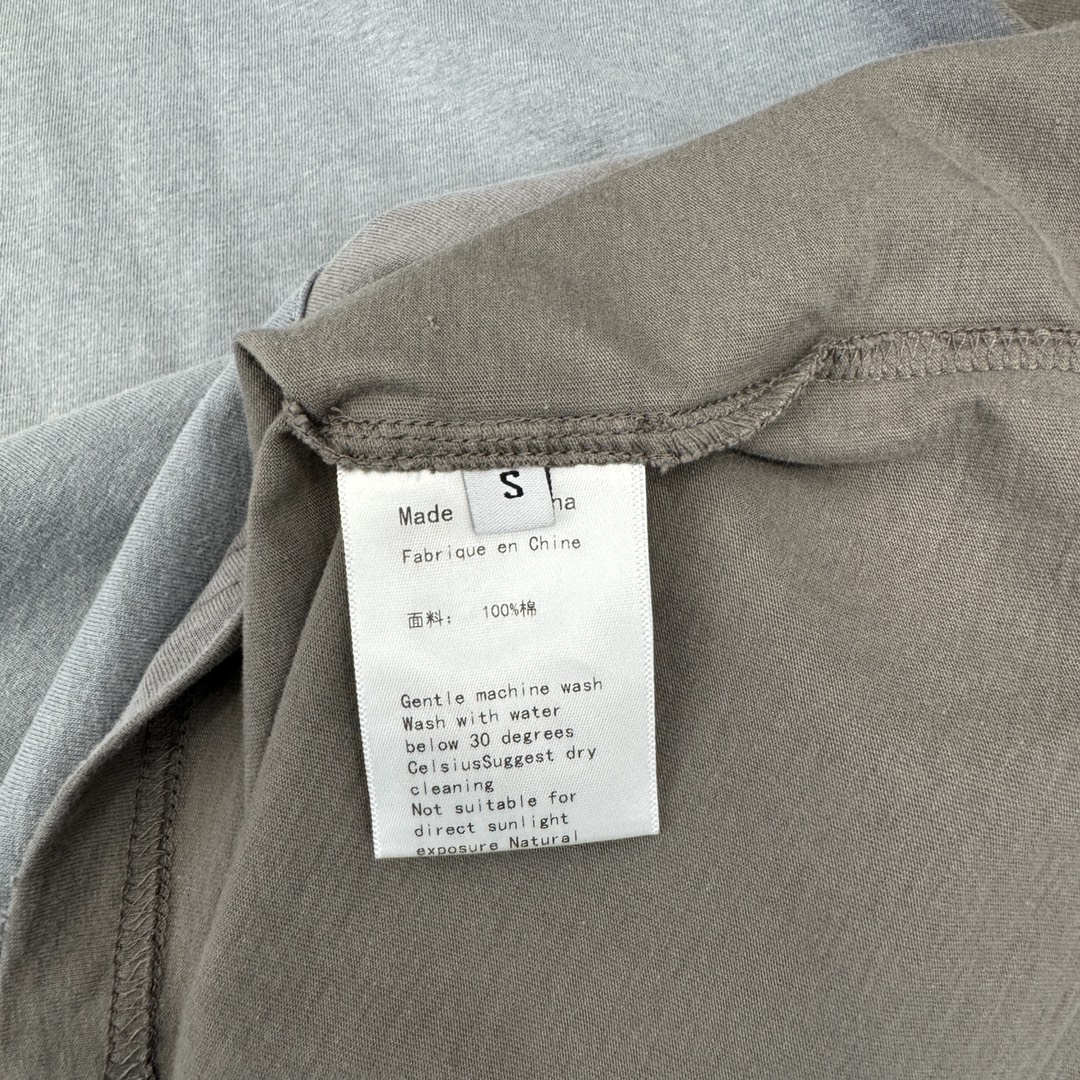 S
Made
Fabrique en Chine
面料: 100%棉
Gentle machine wash
Wash with water
below 30 degrees
CelsiusSuggest dry
cleaning
Not suitable for
direct sunlight
exposure Natural